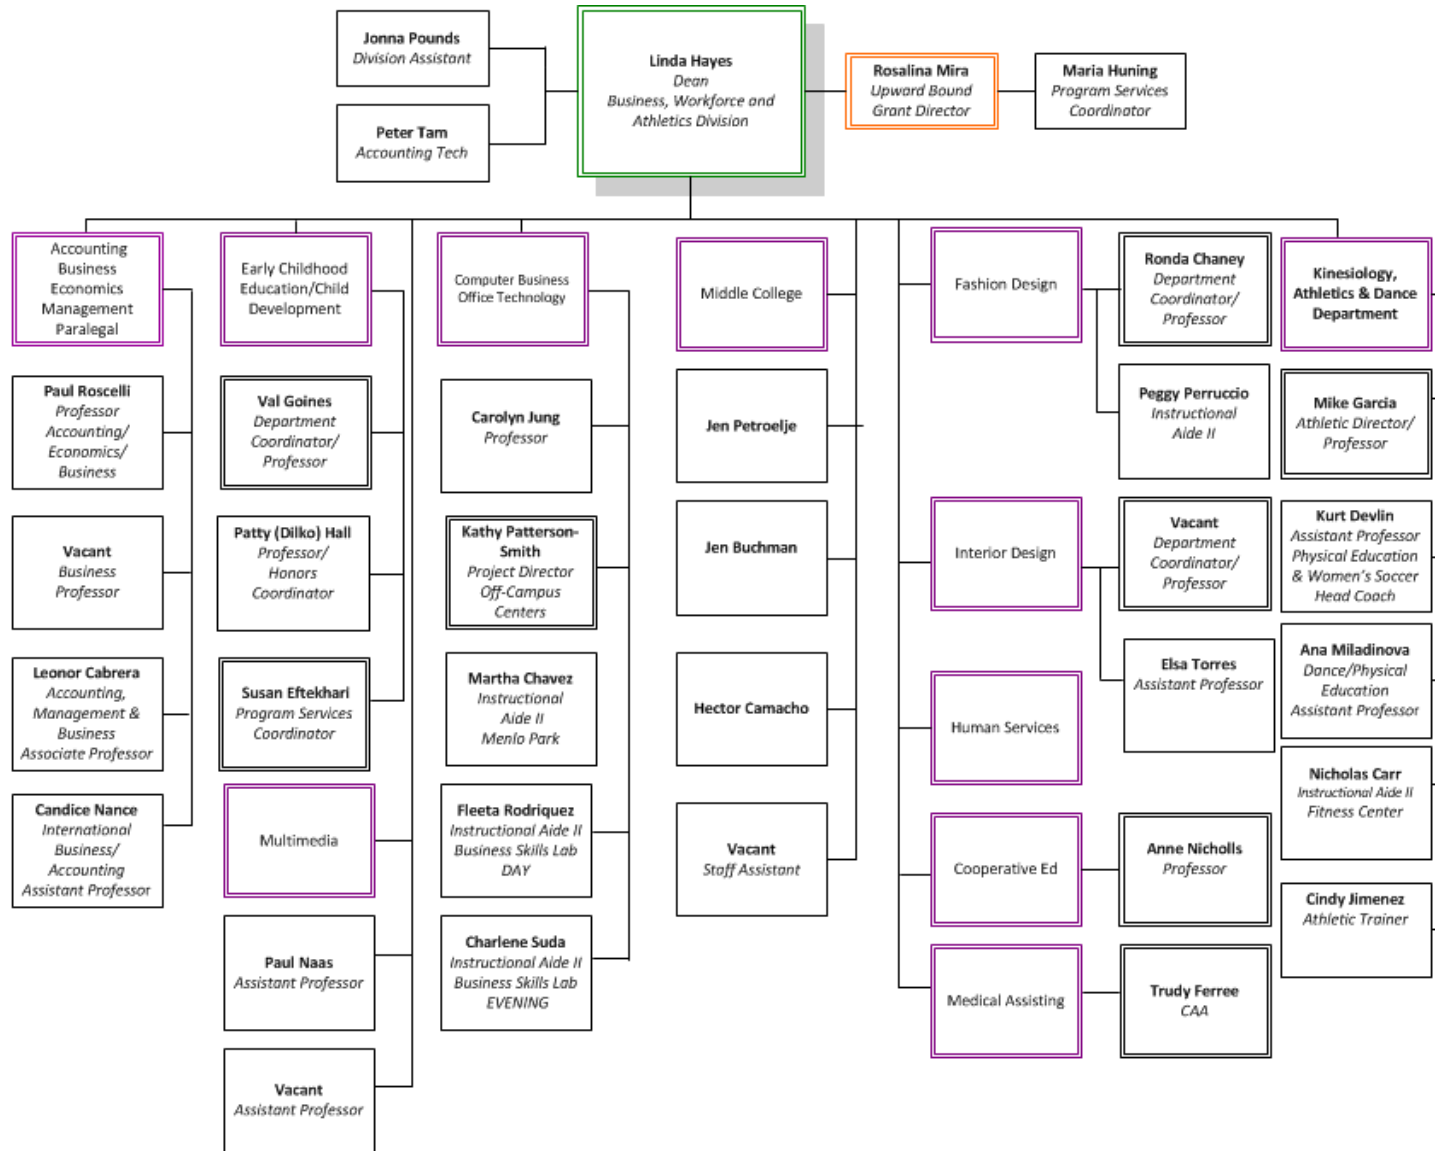 Jonna Pounds
Division Assistant
Peter Tam
Accounting Tech
Linda Hayes
Dean
Business, Workforce and
Athletics Division
Rosalina Mira
Upward Bound
Grant Director
Maria Huning
Program Services
Coordinator
Accounting
Business
Economics
Management
Paralegal
Paul Roscelli
Professor
Accounting/
Economics/
Business
Vacant
Business
Professor
Leonor Cabrera
Accounting,
Management &
Business
Associate Professor
Candice Nance
International
Business/
Accounting
Assistant Professor
Early Childhood
Education/Child
Development
Val Goines
Department
Coordinator/
Professor
Patty (Dilko) Hall
Professor/
Honors
Coordinator
Susan Eftekhari
Program Services
Coordinator
Multimedia
Paul Naas
Assistant Professor
Vacant
Assistant Professor
Computer Business
Office Technology
Carolyn Jung
Professor
Kathy Patterson-
Smith
Project Director
Off-Campus
Centers
Martha Chavez
Instructional
Aide II
Menlo Park
Fleeta Rodriquez
Instructional Aide II
Business Skills Lab
DAY
Charlene Suda
Instructional Aide II
Business Skills Lab
EVENING
Middle College
Jen Petroelje
Jen Buchman
Hector Camacho
Vacant
Staff Assistant
Fashion Design
Ronda Chaney
Department
Coordinator/
Professor
Peggy Perruccio
Instructional
Aide II
Interior Design
Vacant
Department
Coordinator/
Professor
Elsa Torres
Assistant Professor
Human Services
Cooperative Ed
Anne Nicholls
Professor
Medical Assisting
Trudy Ferree
CAA
Kinesiology,
Athletics & Dance
Department
Mike Garcia
Athletic Director/
Professor
Kurt Devlin
Assistant Professor
Physical Education
& Women's Soccer
Head Coach
Ana Miladinova
Dance/Physical
Education
Assistant Professor
Nicholas Carr
Instructional Aide II
Fitness Center
Cindy Jimenez
Athletic Trainer